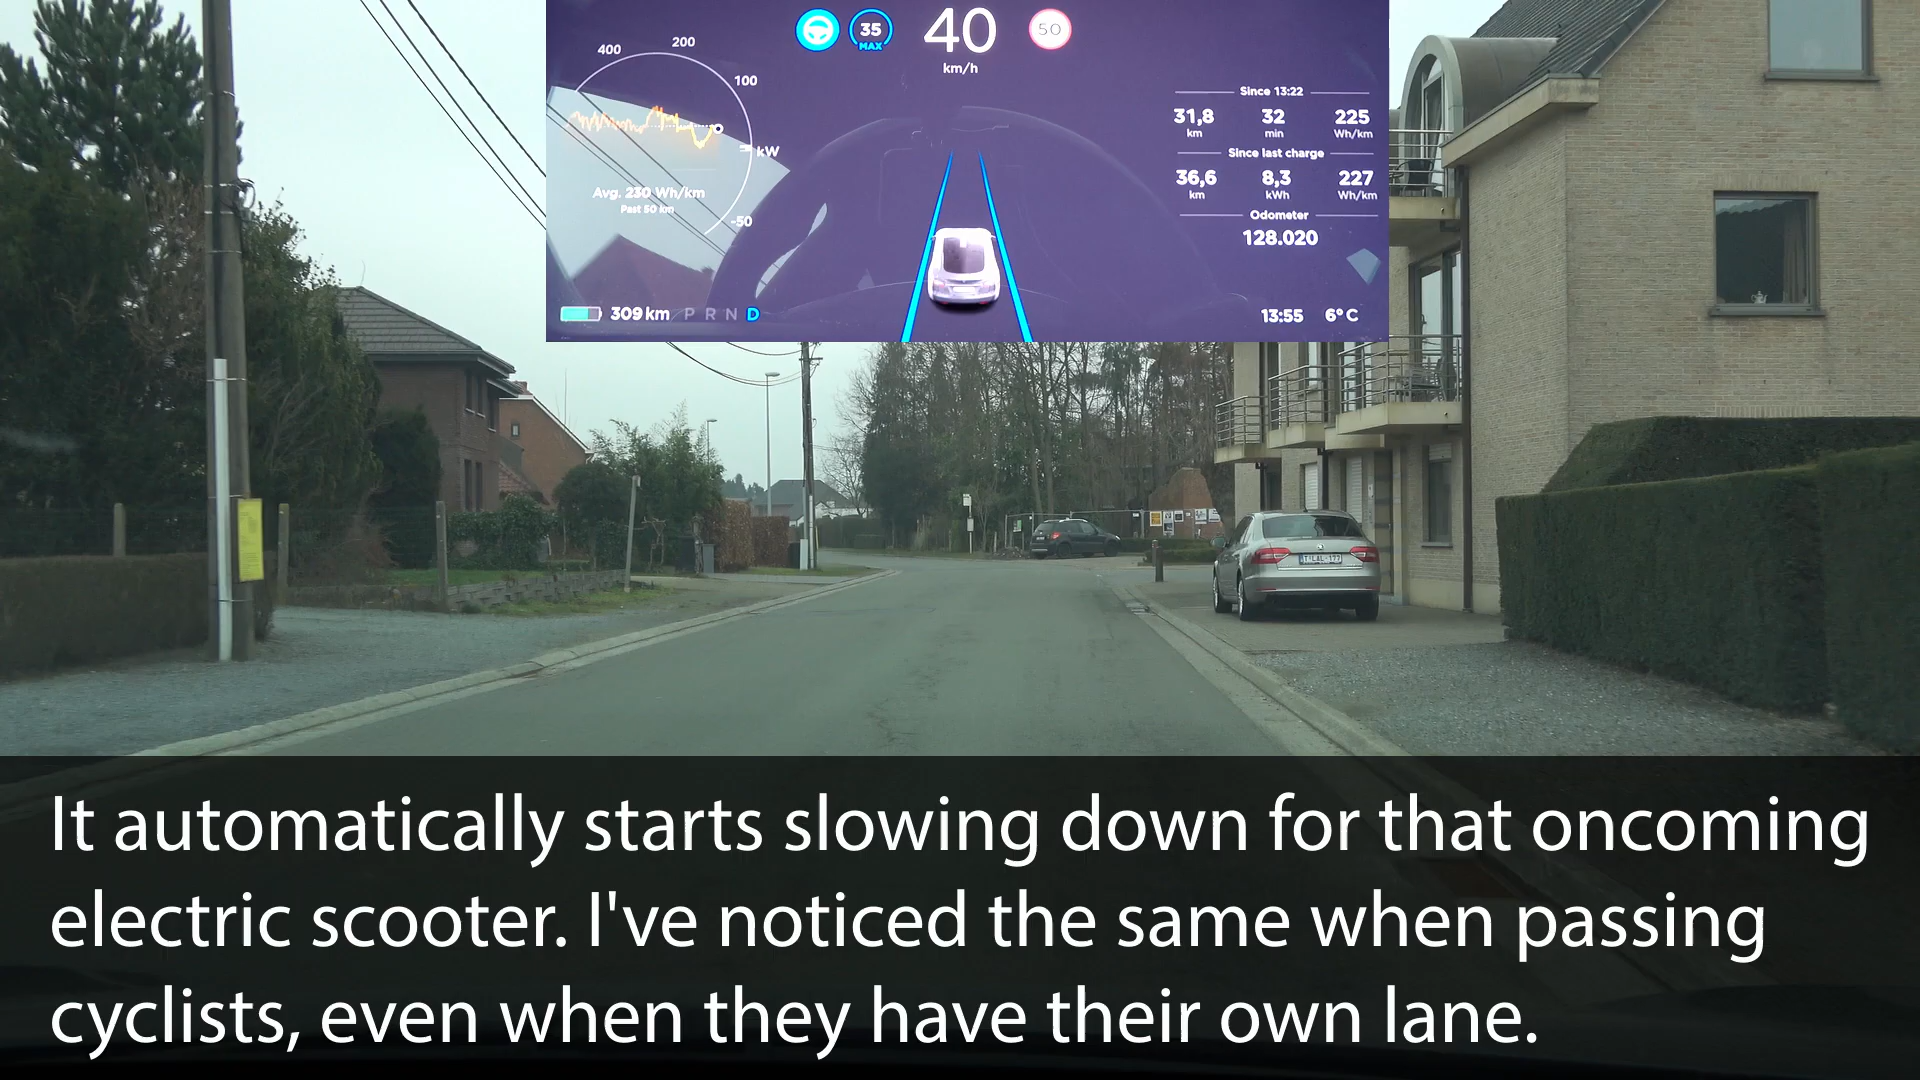 35
MAX
40
km/h
50
400
200
100
kW
-50
Avg. 230 Wh/km
Past 50 km
Since 13:22
31,8 32 225
km min Wh/km
Since last charge
36,6 8,3 227
km kWh Wh/km
Odometer
128.020
309 km P R N D
13:55 6° C
1·LAL·177
It automatically starts slowing down for that oncoming
electric scooter. I've noticed the same when passing
cyclists, even when they have their own lane.